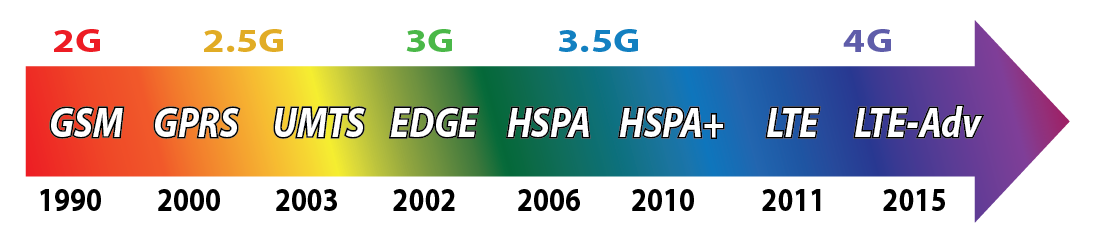 2G 2.5G 3G 3.5G 4G
GSM GPRS UMTS EDGE HSPA HSPA+ LTE LTE-Adv
1990 2000 2003 2002 2006 2010 2011 2015